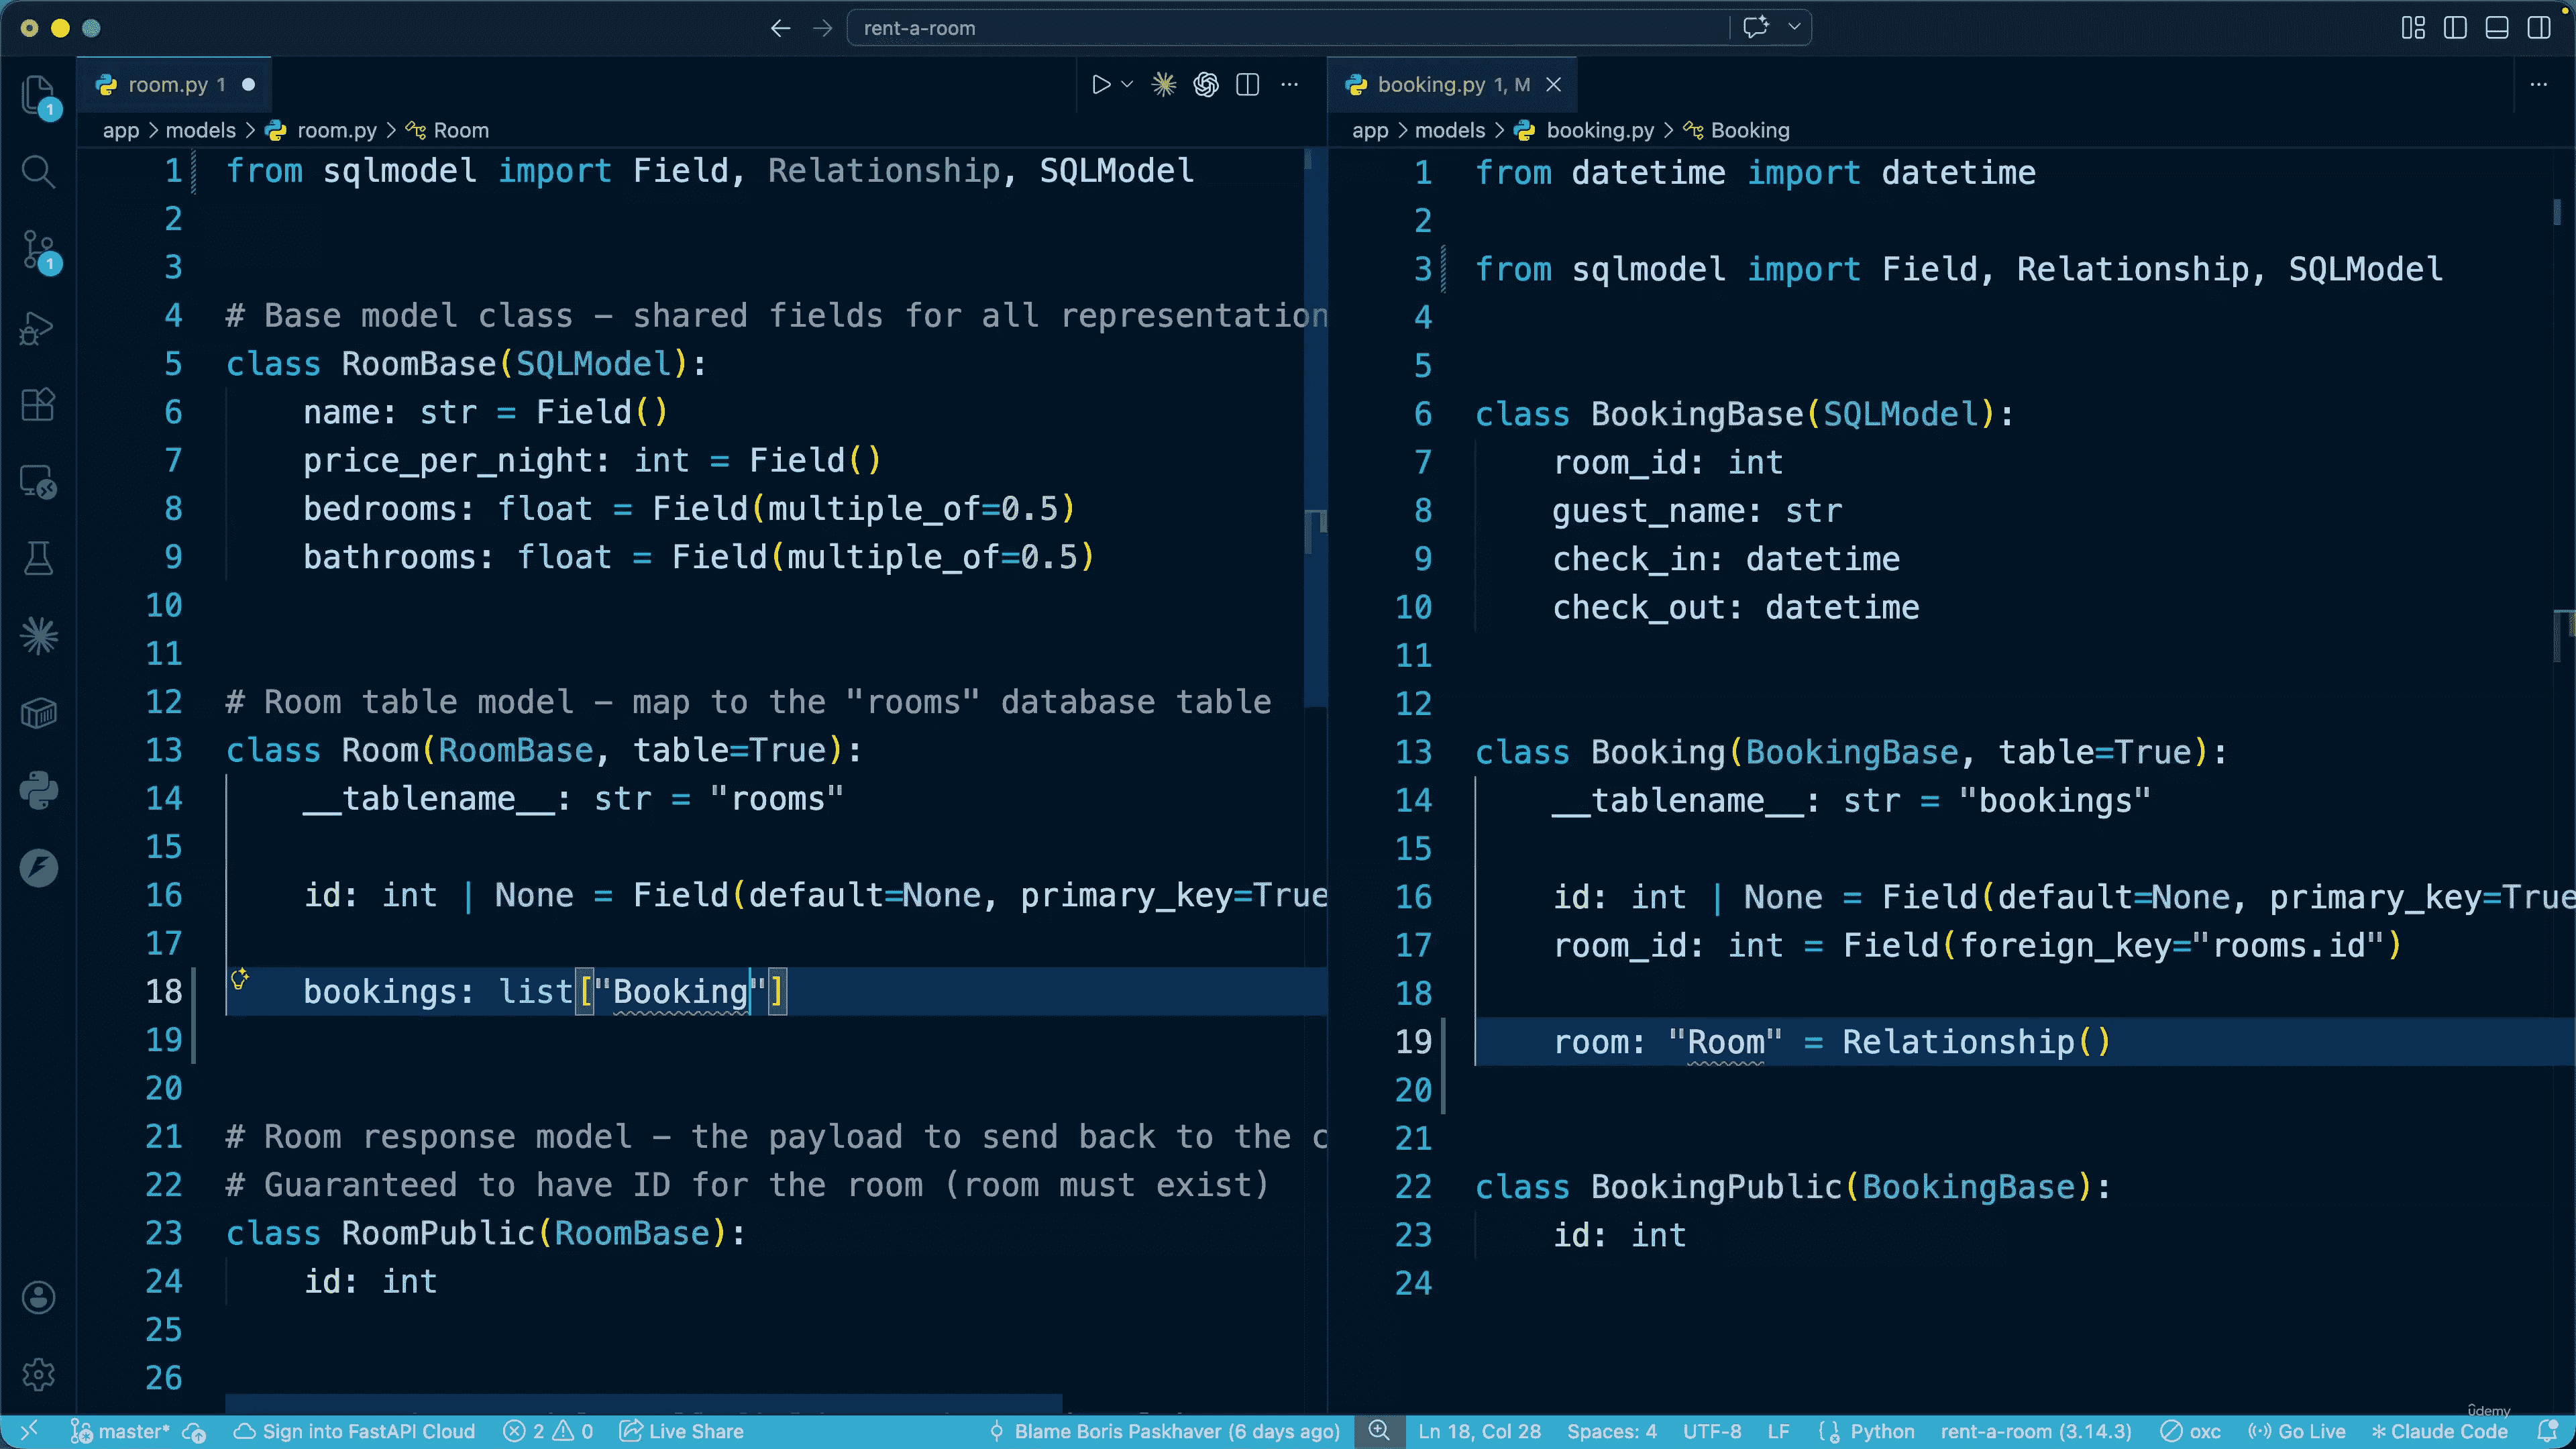 rent-a-room
room.py 1
app > models > room.py > Room
1 from sqlmodel import Field, Relationship, SQLModel
2
3
4 # Base model class – shared fields for all representation
5 class RoomBase(SQLModel):
6 name: str = Field()
7 price_per_night: int = Field()
8 bedrooms: float = Field(multiple_of=0.5)
9 bathrooms: float = Field(multiple_of=0.5)
10
11
12 # Room table model – map to the "rooms" database table
13 class Room(RoomBase, table=True):
14 __tablename__: str = "rooms"
15
16 id: int | None = Field(default=None, primary_key=True
17
18 bookings: list["Booking"]
19
20
21 # Room response model – the payload to send back to the c
22 # Guaranteed to have ID for the room (room must exist)
23 class RoomPublic(RoomBase):
24 id: int
25
26
booking.py 1, M
app > models > booking.py > Booking
1 from datetime import datetime
2
3 from sqlmodel import Field, Relationship, SQLModel
4
5
6 class BookingBase(SQLModel):
7 room_id: int
8 guest_name: str
9 check_in: datetime
10 check_out: datetime
11
12
13 class Booking(BookingBase, table=True):
14 __tablename__: str = "bookings"
15
16 id: int | None = Field(default=None, primary_key=True
17 room_id: int = Field(foreign_key="rooms.id")
18
19 room: "Room" = Relationship()
20
21
22 class BookingPublic(BookingBase):
23 id: int
24
1
1
udemy
master* Sign into FastAPI Cloud 2 0 Live Share Blame Boris Paskhaver (6 days ago) Ln 18, Col 28 Spaces: 4 UTF-8 LF Python rent-a-room (3.14.3) oxc Go Live Claude Code